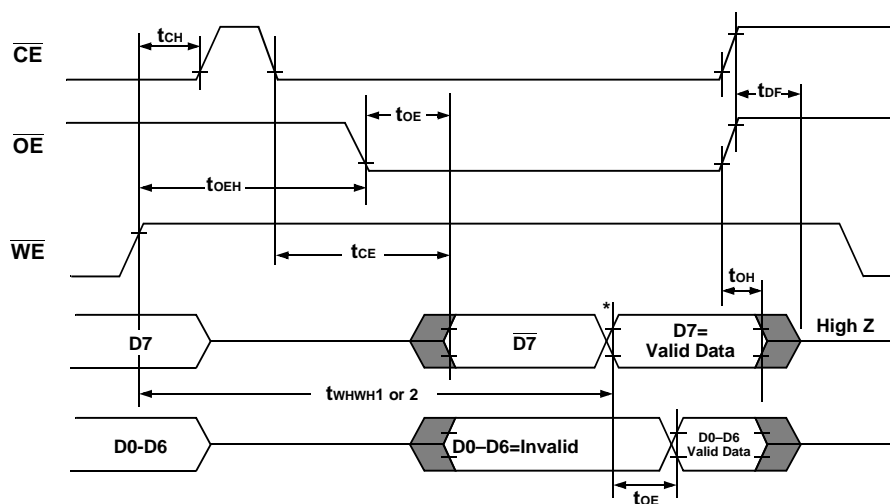 CE
tCH
tDF
OE
tOE
tOEH
WE
tCE
tOH
*
D7
D7
D7=
Valid Data
High Z
tWHWH1 or 2
D0-D6
D0–D6=Invalid
D0–D6
Valid Data
tOE